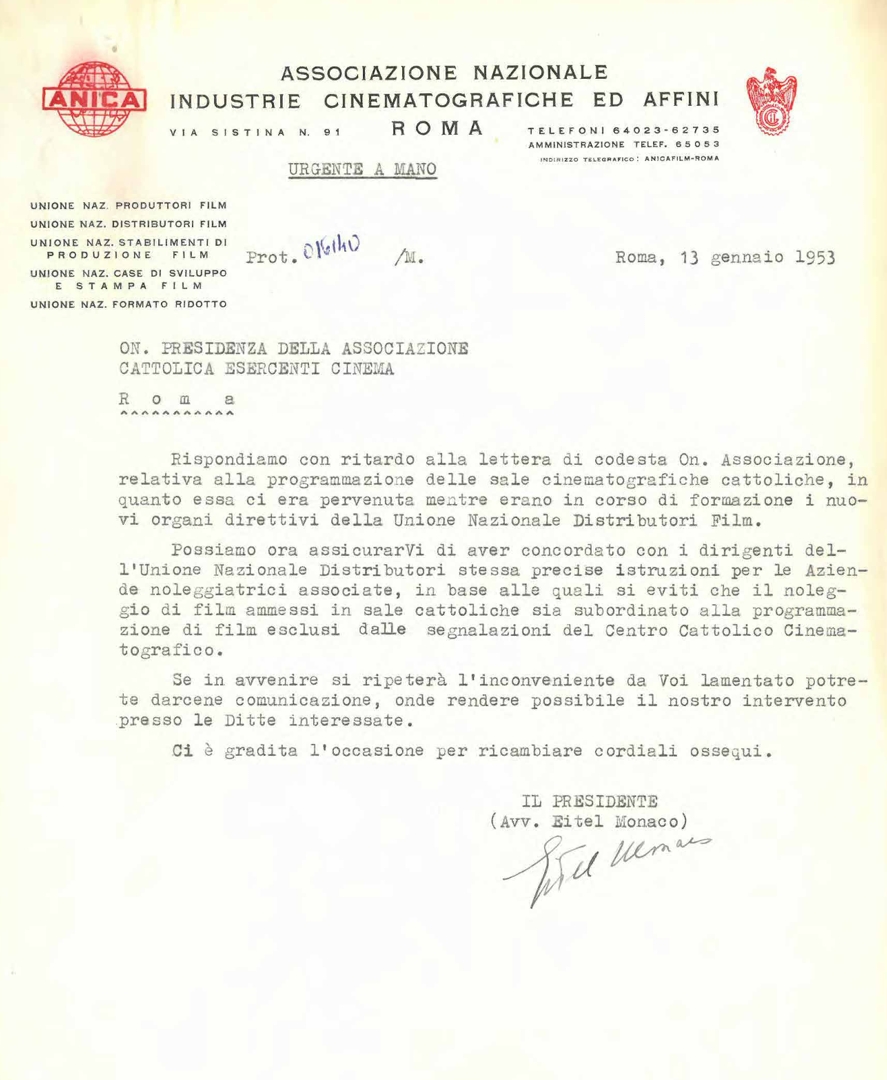 ANICA
ASSOCIAZIONE NAZIONALE
INDUSTRIE CINEMATOGRAFICHE ED AFFINI
VIA SISTINA N. 91
ROMA
TELEFONI 64023-62735
AMMINISTRAZIONE TELEF. 65053
INDIRIZZO TELEGRAFICO: ANICAFILM-ROMA
URGENTE A MANO
UNIONE NAZ. PRODUTTORI FILM
UNIONE NAZ. DISTRIBUTORI FILM
UNIONE NAZ. STABILIMENTI DI
PRODUZIONE FILM
UNIONE NAZ. CASE DI SVILUPPO
E STAMPA FILM
UNIONE NAZ. FORMATO RIDOTTO
Prot. /M.
Roma, 13 gennaio 1953
ON. PRESIDENZA DELLA ASSOCIAZIONE
CATTOLICA ESERCENTI CINEMA
R o m a
Rispondiamo con ritardo alla lettera di codesta On. Associazione,
relativa alla programmazione delle sale cinematografiche cattoliche, in
quanto essa ci era pervenuta mentre erano in corso di formazione i nuo-
vi organi direttivi della Unione Nazionale Distributori Film.
Possiamo ora assicurarVi di aver concordato con i dirigenti del-
l'Unione Nazionale Distributori stessa precise istruzioni per le Azien-
de noleggiatrici associate, in base alle quali si eviti che il noleg-
gio di film ammessi in sale cattoliche sia subordinato alla programma-
zione di film esclusi dalle segnalazioni del Centro Cattolico Cinema-
tografico.
Se in avvenire si ripeterà l'inconveniente da Voi lamentato potre-
te darcene comunicazione, onde rendere possibile il nostro intervento
presso le Ditte interessate.
Ci è gradita l'occasione per ricambiare cordiali ossequi.
IL PRESIDENTE
(Avv. Eitel Monaco)
Eitel Monaco